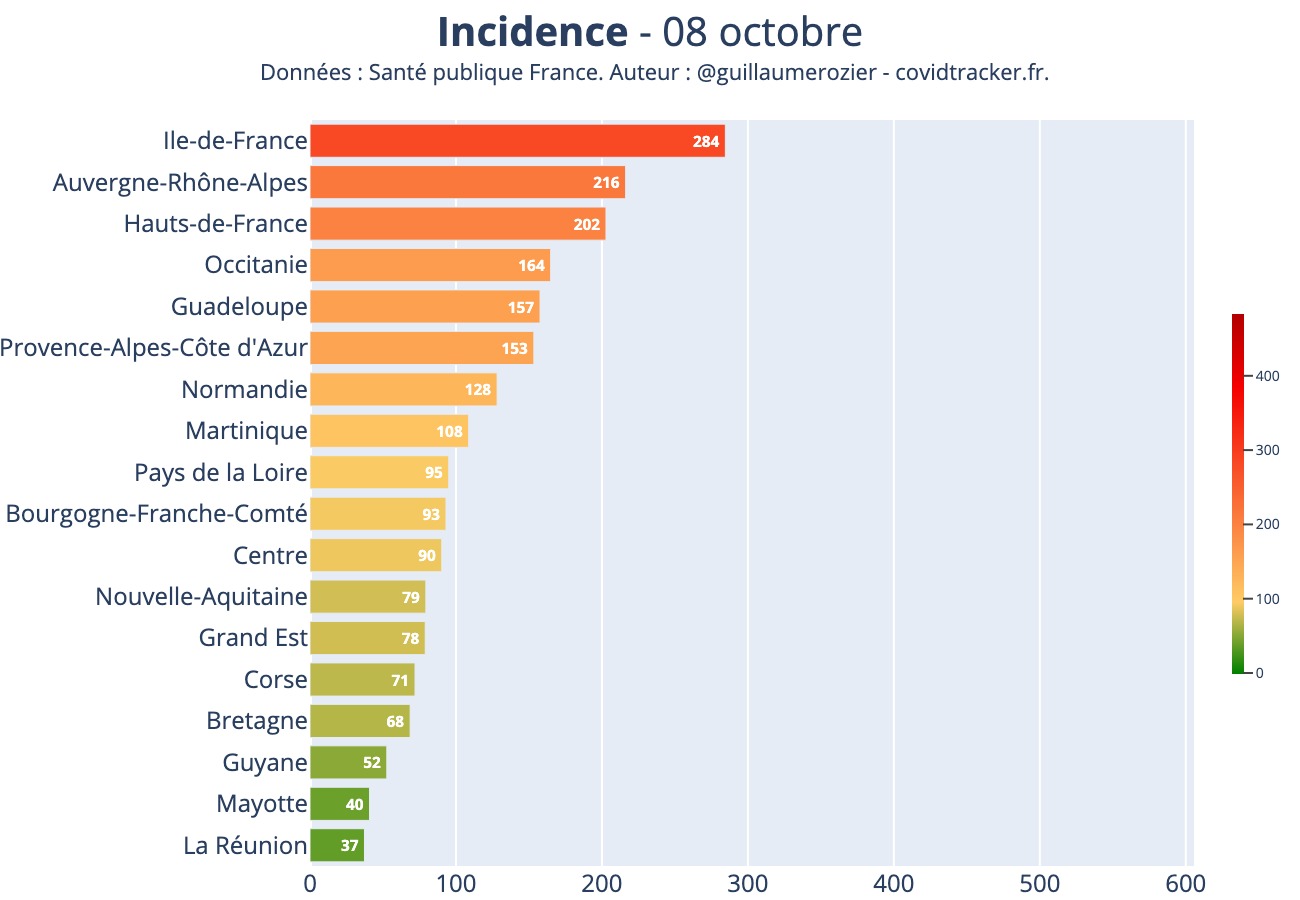 Incidence - 08 octobre
Données : Santé publique France. Auteur : @guillaumerozier - covidtracker.fr.
Ile-de-France 284
Auvergne-Rhône-Alpes 216
Hauts-de-France 202
Occitanie 164
Guadeloupe 157
Provence-Alpes-Côte d'Azur 153
Normandie 128
Martinique 108
Pays de la Loire 95
Bourgogne-Franche-Comté 93
Centre 90
Nouvelle-Aquitaine 79
Grand Est 78
Corse 71
Bretagne 68
Guyane 52
Mayotte 40
La Réunion 37
0 100 200 300 400 500 600
400
300
200
100
0